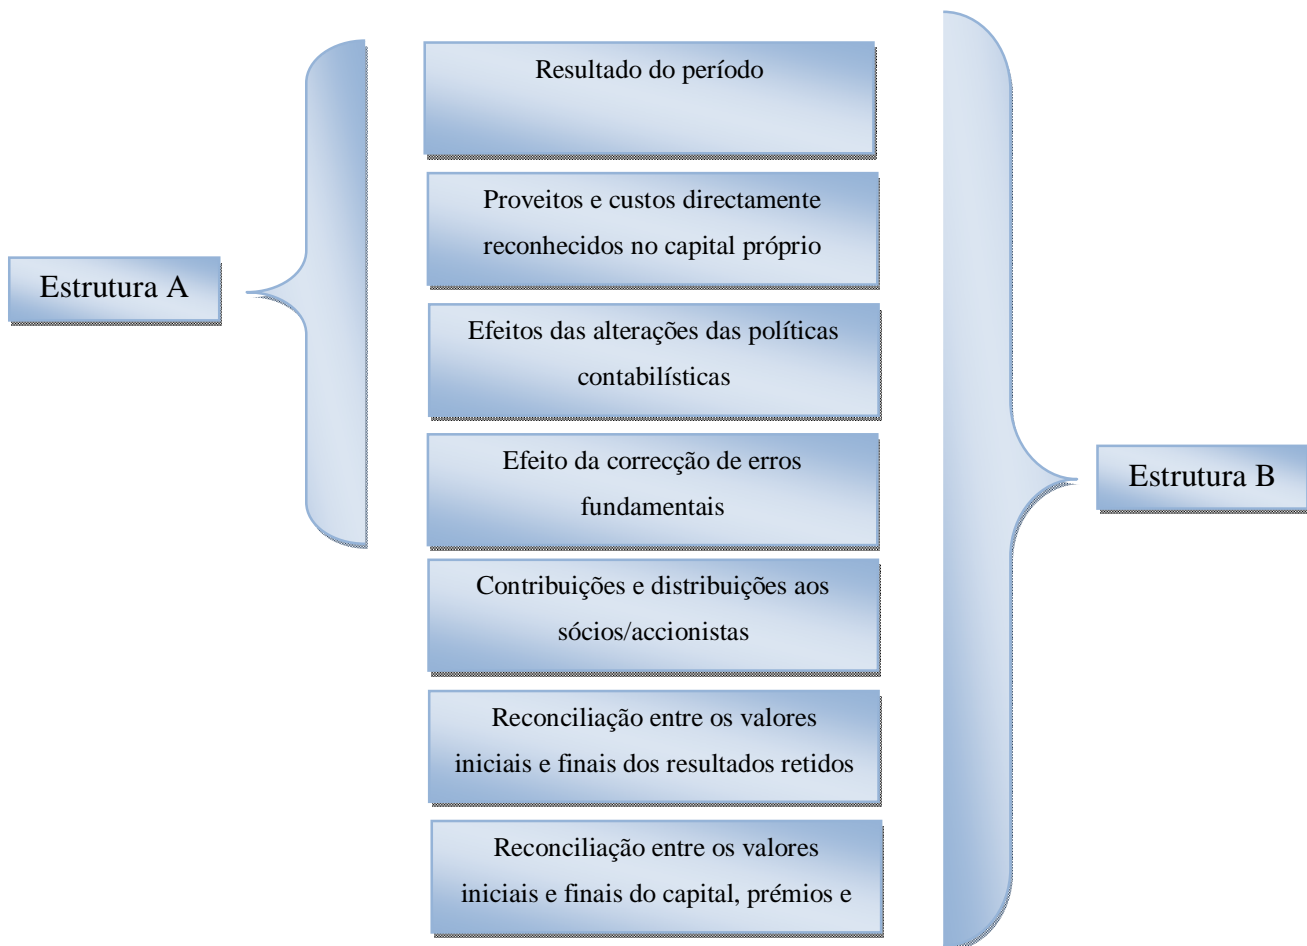 Resultado do período
Proveitos e custos directamente
reconhecidos no capital próprio
Estrutura A
Efeitos das alterações das políticas
contabilísticas
Efeito da correcção de erros
fundamentais
Estrutura B
Contribuições e distribuições aos
sócios/accionistas
Reconciliação entre os valores
iniciais e finais dos resultados retidos
Reconciliação entre os valores
iniciais e finais do capital, prémios e